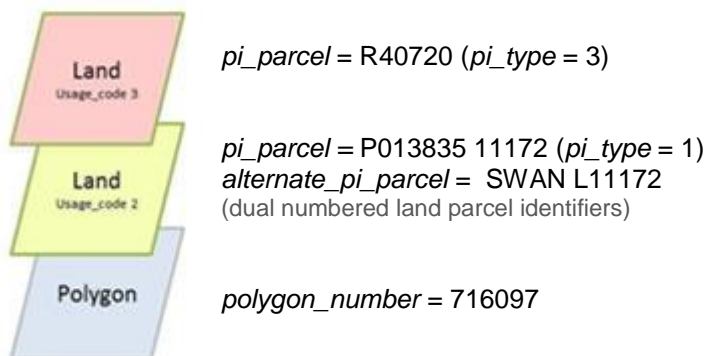 Land
Usage_code 3
pi_parcel = R40720 (pi_type = 3)
Land
Usage_code 2
pi_parcel = P013835 11172 (pi_type = 1)
alternate_pi_parcel = SWAN L11172
(dual numbered land parcel identifiers)
Polygon
polygon_number = 716097